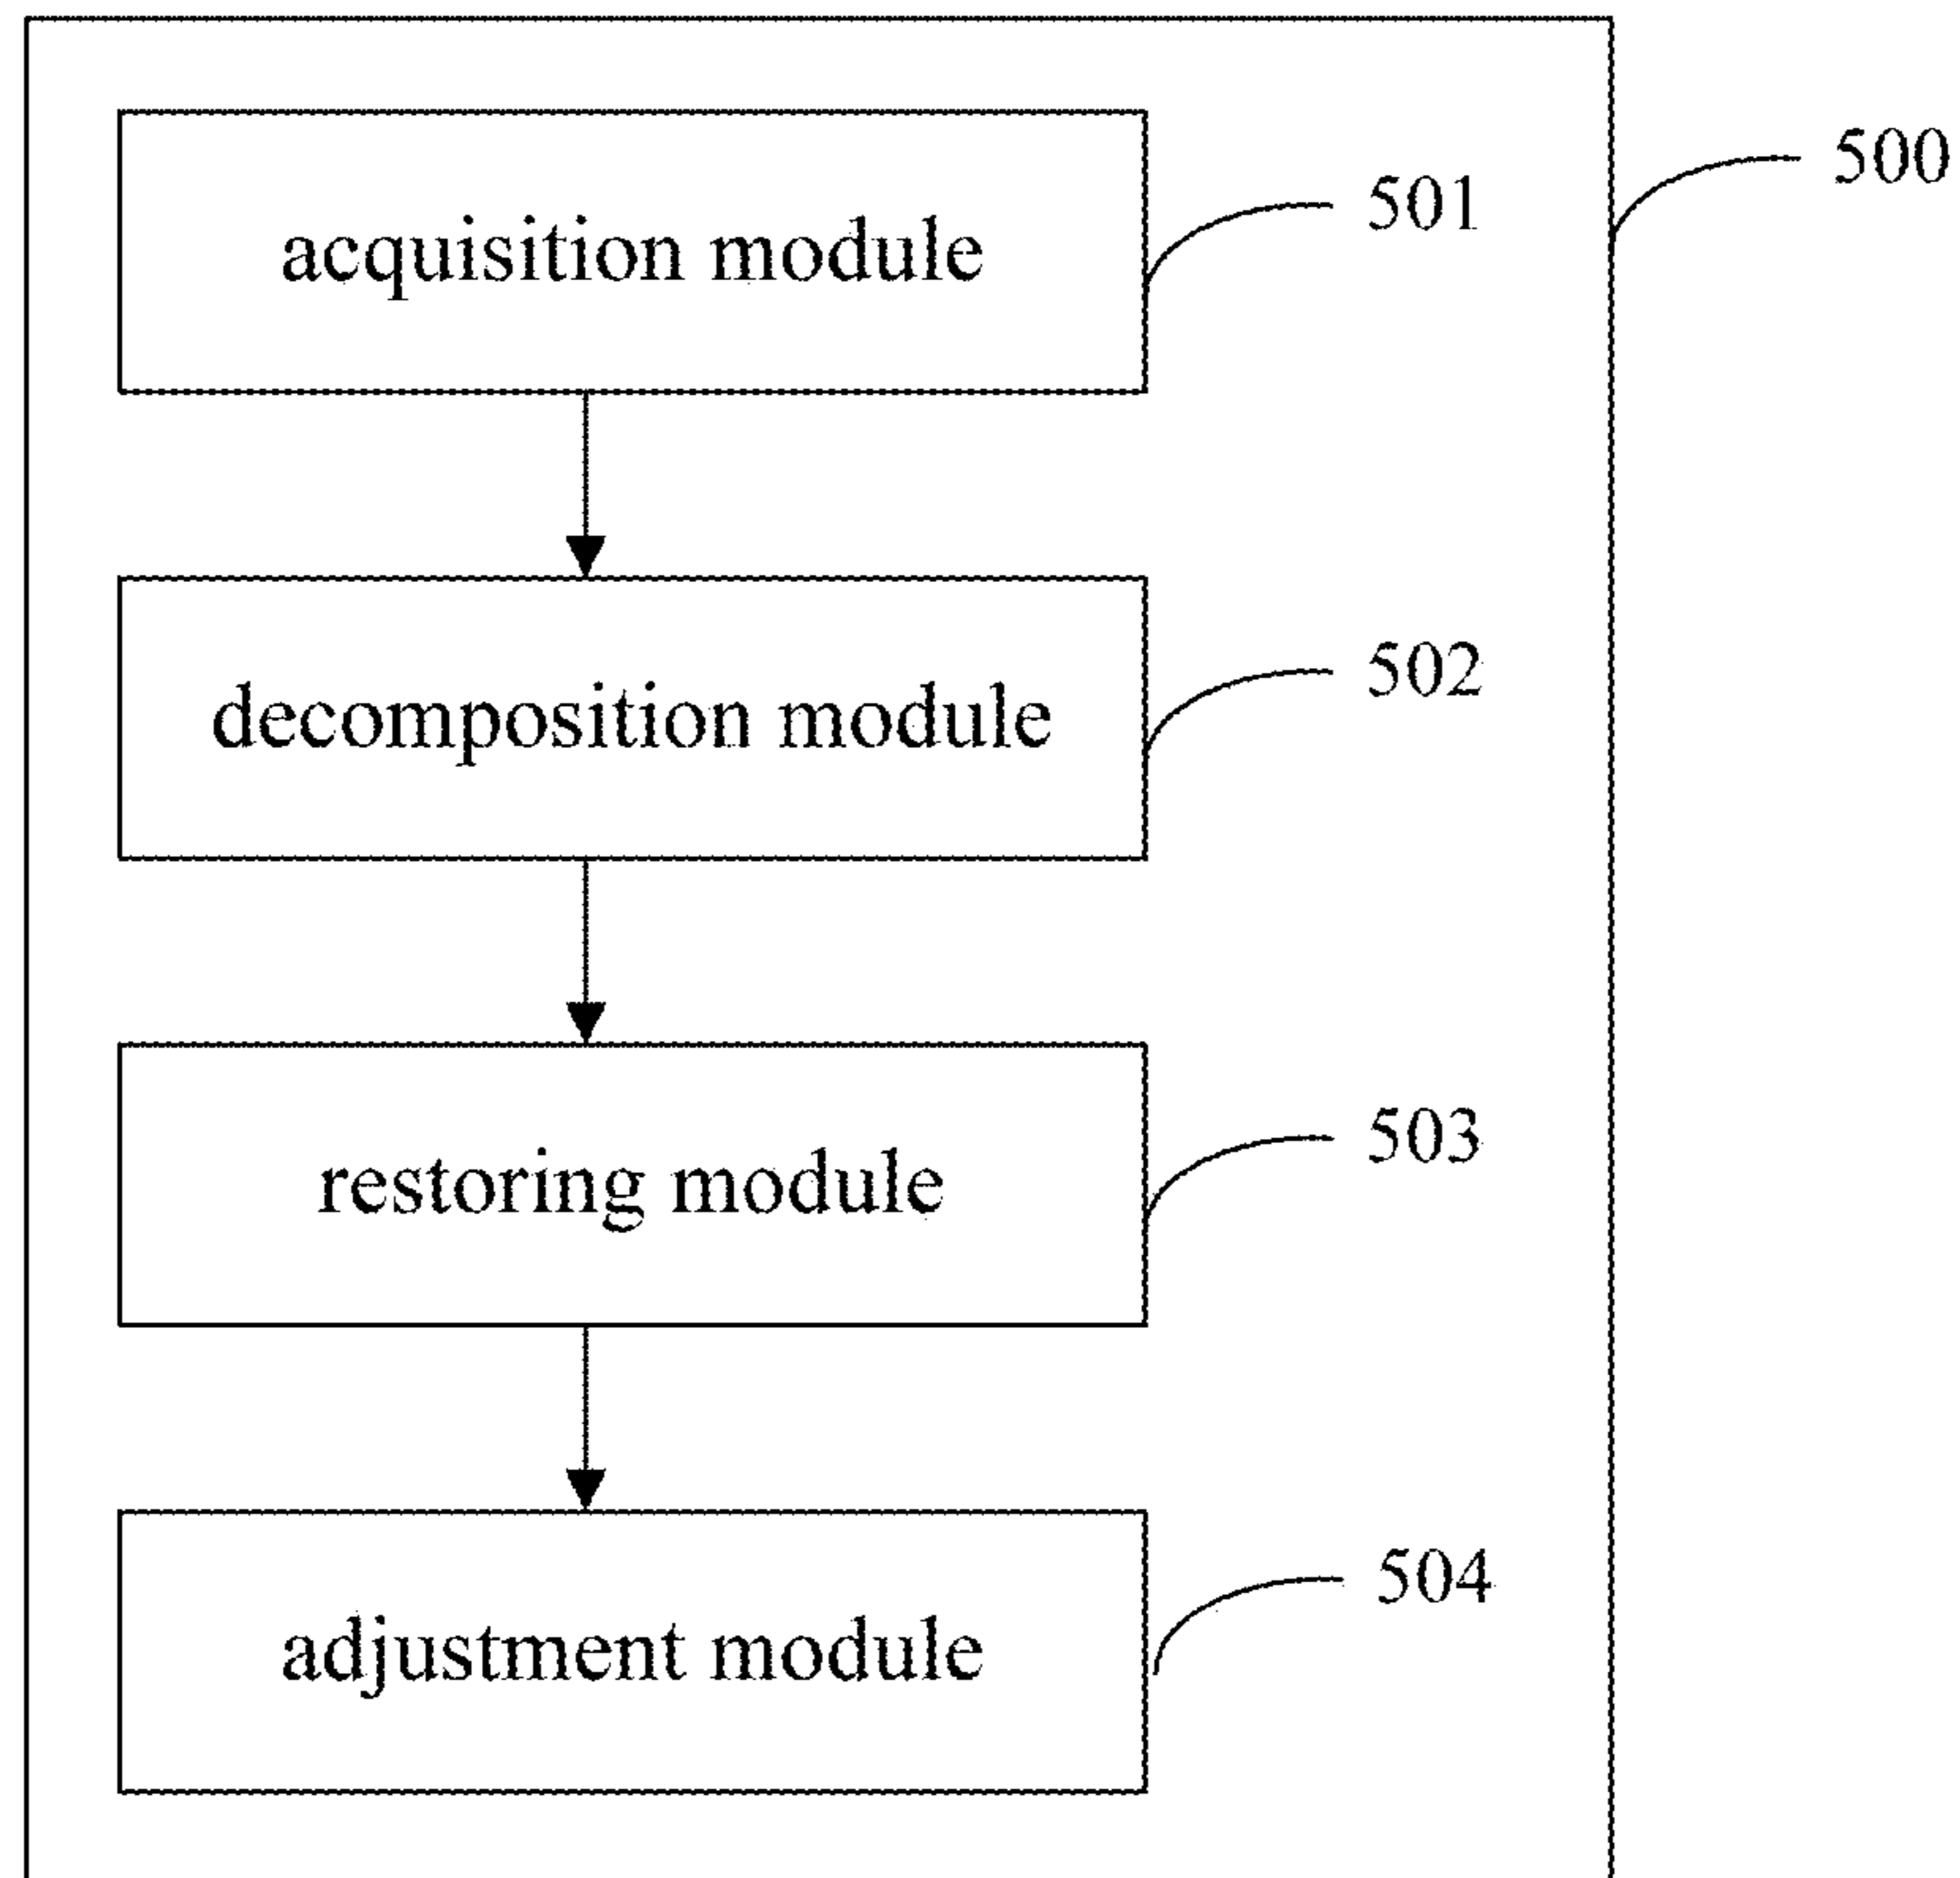 500
acquisition module
501
decomposition module
502
restoring module
503
adjustment module
504